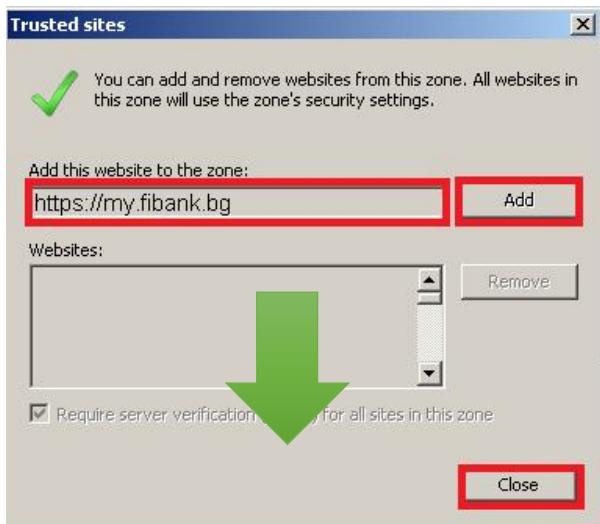 Trusted sites
You can add and remove websites from this zone. All websites in
this zone will use the zone's security settings.
Add this website to the zone:
https://my.fibank.bg
Add
Websites:
Remove
Require server verification for all sites in this zone
Close